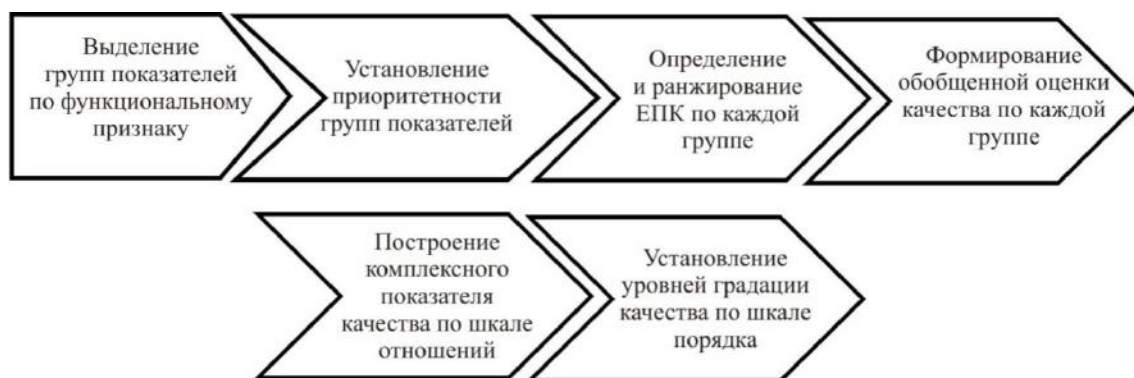 Выделение
групп показателей
по функциональному
признаку
Установление
приоритетности
групп показателей
Определение
и ранжирование
ЕПК по каждой
группе
Формирование
обобщенной оценки
качества по каждой
группе
Построение
комплексного
показателя
качества по шкале
отношений
Установление
уровней градации
качества по шкале
порядка